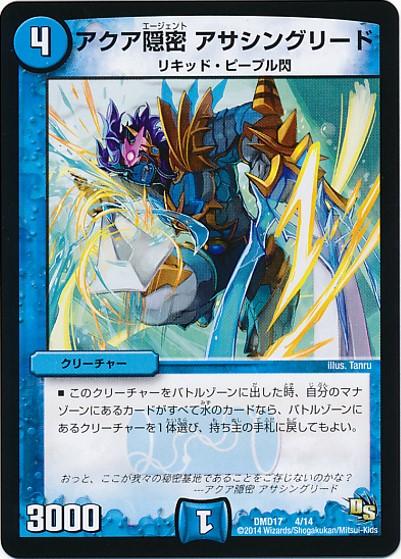 4
エージェント
アクア隠密 アサシングリード
リキッド・ピープル閃
illus. Tanru
クリーチャー
■ このクリーチャーをバトルゾーンに出した時、自分のマナ
ゾーンにあるカードがすべて水のカードなら、バトルゾーンに
あるクリーチャーを1体選び、持ち主の手札に戻してもよい。
おっと、ここが我々の秘密基地であることをご存じないのかな？
---アクア隠密 アサシングリード
DS
3000
1
DMD17 4/14
©2014 Wizards/Shogakukan/Mitsui-Kids